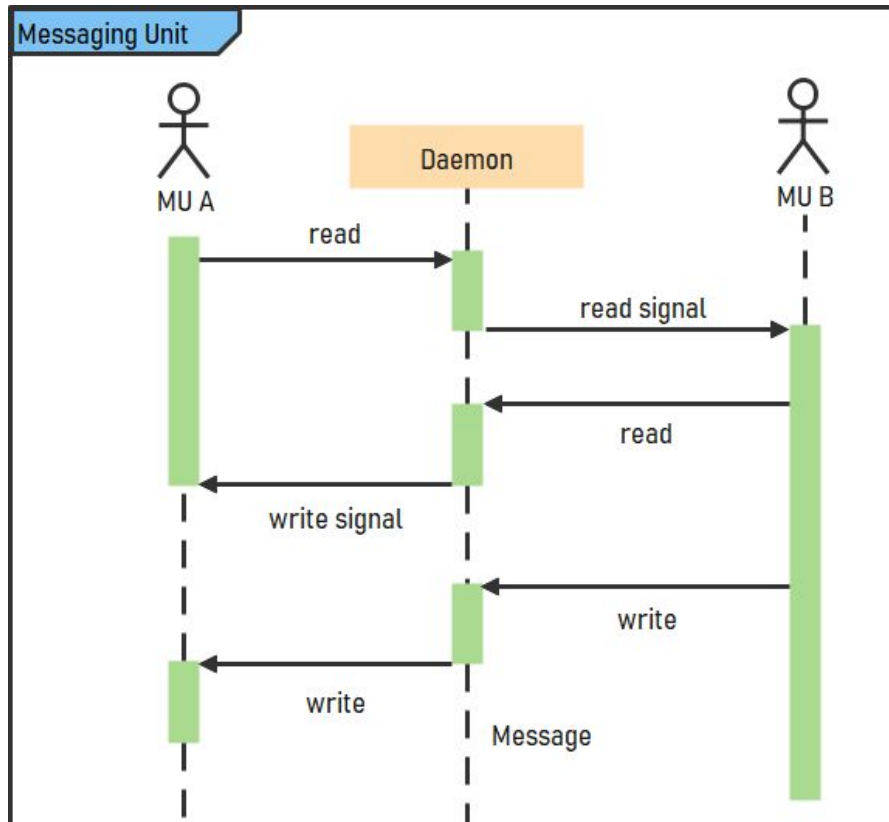 Messaging Unit
Daemon
MU A
MU B
read
read signal
read
write signal
write
write
Message